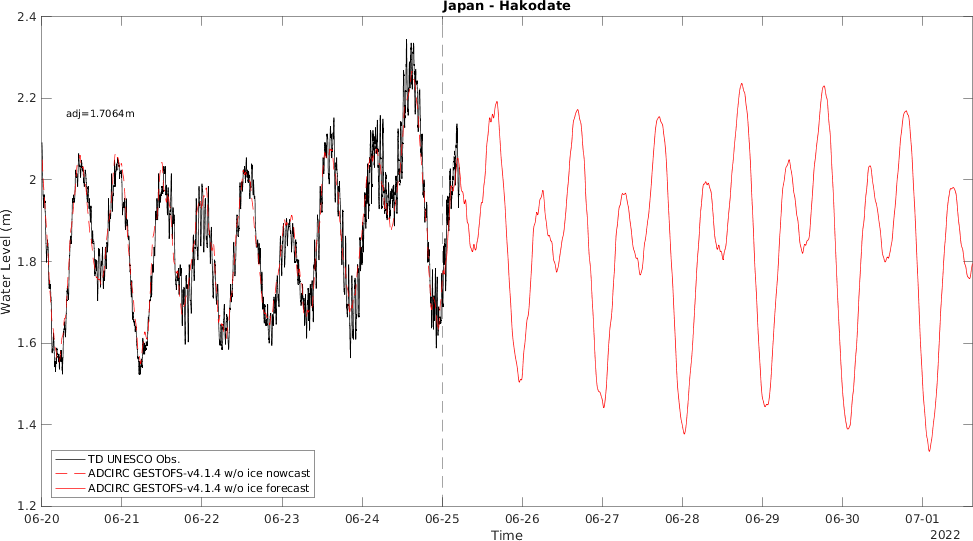 Japan - Hakodate
2.4
2.2
2
1.8
1.6
1.4
1.2
Water Level (m)
adj=1.7064m
TD UNESCO Obs.
ADCIRC GESTOFS-v4.1.4 w/o ice nowcast
ADCIRC GESTOFS-v4.1.4 w/o ice forecast
06-20 06-21 06-22 06-23 06-24 06-25 06-26 06-27 06-28 06-29 06-30 07-01
Time
2022